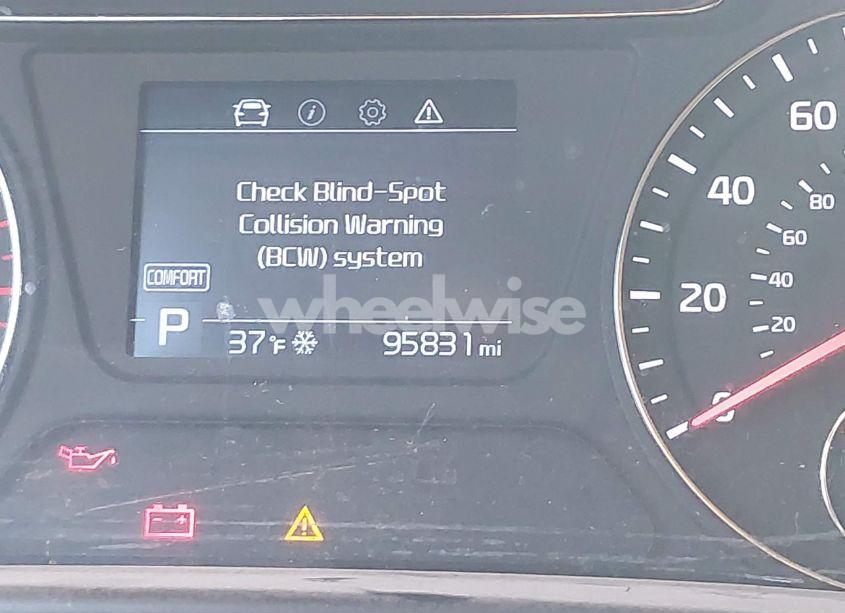 Check Blind-Spot
Collision Warning
(BCW) system
COMFORT
wheelwise
P
37°F
95831 mi
60
40
20
0
80
60
40
20